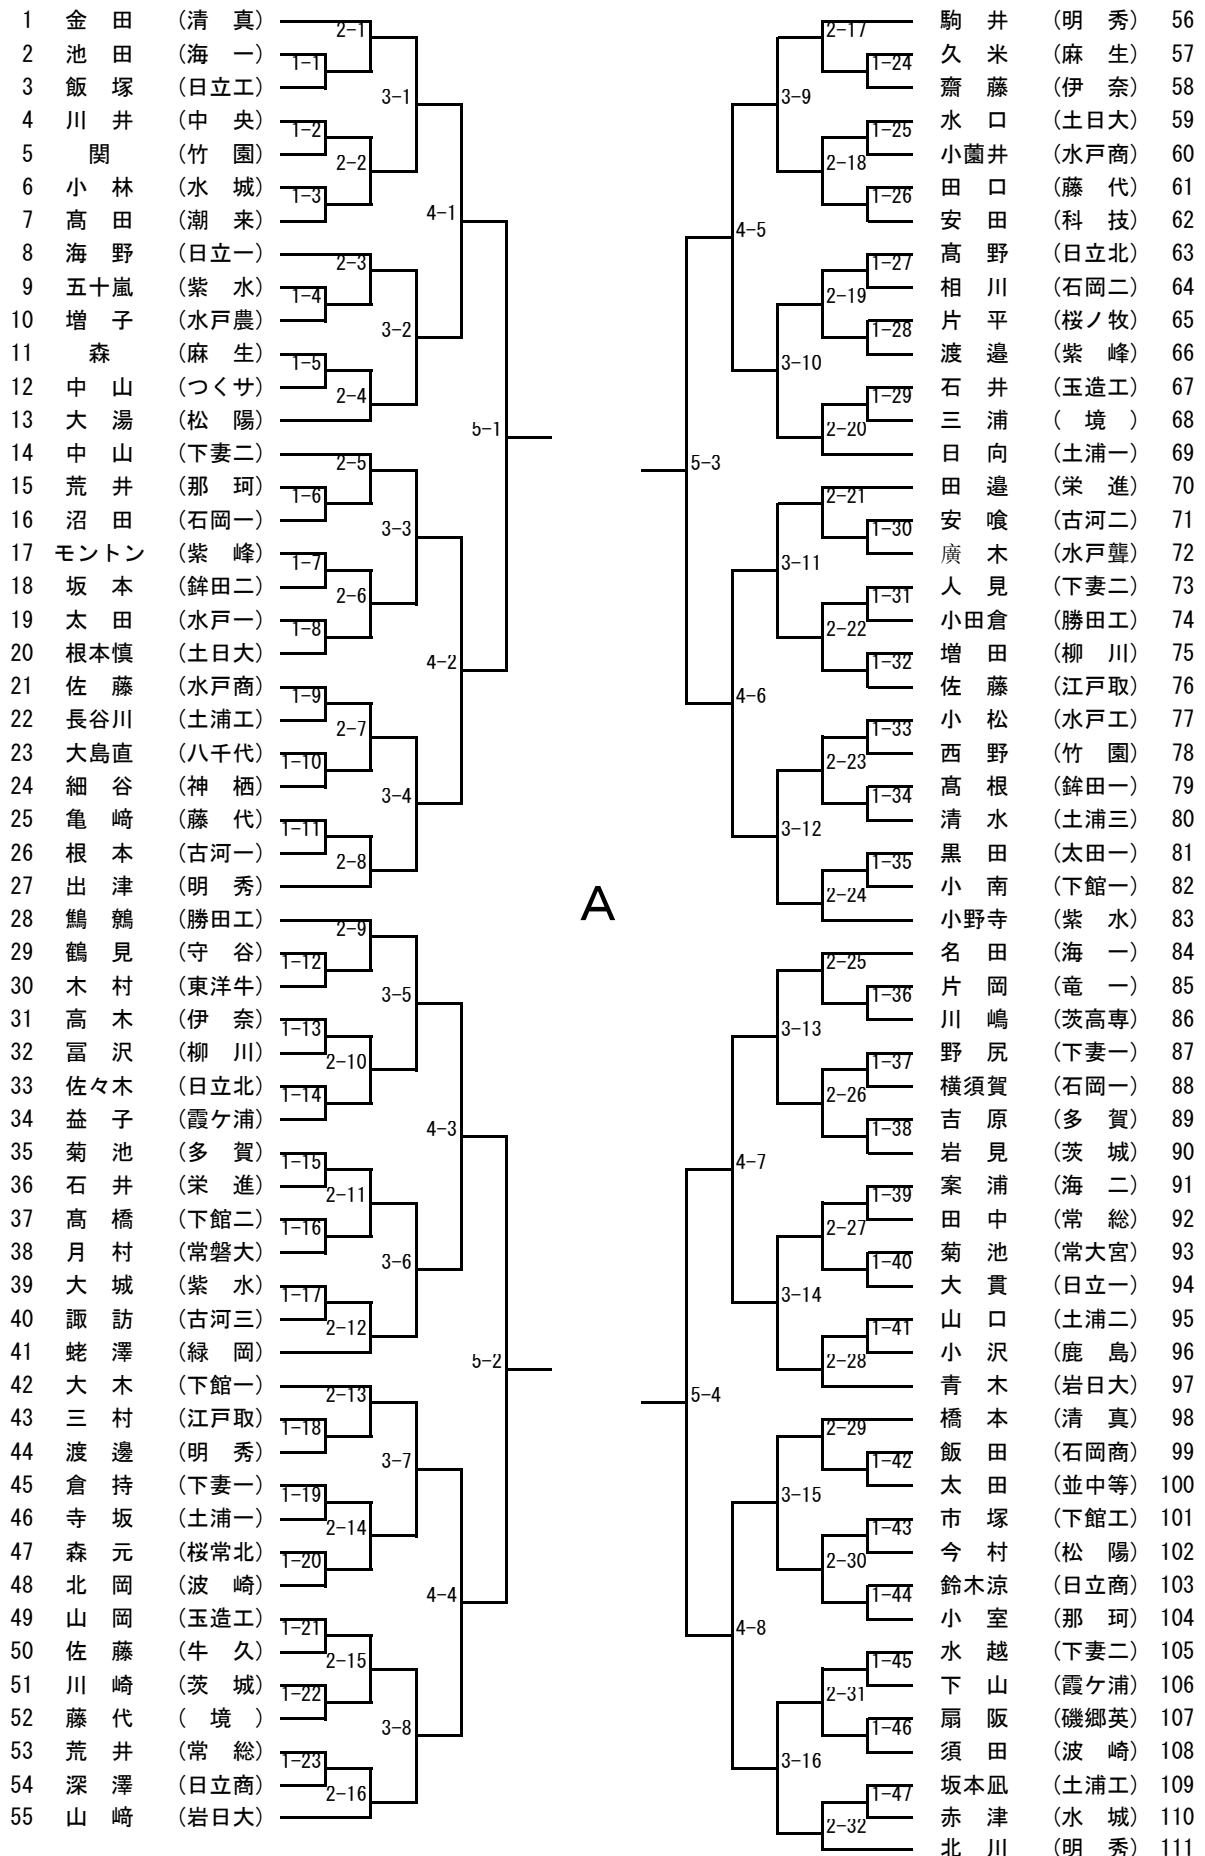 1 金田 (清真)
2 池田 (海一)
3 飯塚 (日立工)
4 川井 (中央)
5 関 (竹園)
6 小林 (水城)
7 髙田 (潮来)
8 海野 (日立一)
9 五十嵐 (紫水)
10 増子 (水戸農)
11 森 (麻生)
12 中山 (つくサ)
13 大湯 (松陽)
14 中山 (下妻二)
15 荒井 (那珂)
16 沼田 (石岡一)
17 モントン (紫峰)
18 坂本 (鉾田二)
19 太田 (水戸一)
20 根本慎 (土日大)
21 佐藤 (水戸商)
22 長谷川 (土浦工)
23 大島直 (八千代)
24 細谷 (神栖)
25 亀﨑 (藤代)
26 根本 (古河一)
27 出津 (明秀)
28 鷦鷯 (勝田工)
29 鶴見 (守谷)
30 木村 (東洋牛)
31 高木 (伊奈)
32 冨沢 (柳川)
33 佐々木 (日立北)
34 益子 (霞ケ浦)
35 菊池 (多賀)
36 石井 (栄進)
37 髙橋 (下館二)
38 月村 (常磐大)
39 大城 (紫水)
40 諏訪 (古河三)
41 蛯澤 (緑岡)
42 大木 (下館一)
43 三村 (江戸取)
44 渡邊 (明秀)
45 倉持 (下妻一)
46 寺坂 (土浦一)
47 森元 (桜常北)
48 北岡 (波崎)
49 山岡 (玉造工)
50 佐藤 (牛久)
51 川崎 (茨城)
52 藤代 (境)
53 荒井 (常総)
54 深澤 (日立商)
55 山﨑 (岩日大)
1-1
1-2
1-3
1-4
1-5
1-6
1-7
1-8
1-9
1-10
1-11
1-12
1-13
1-14
1-15
1-16
1-17
1-18
1-19
1-20
1-21
1-22
1-23
2-1
2-2
2-3
2-4
2-5
2-6
2-7
2-8
2-9
2-10
2-11
2-12
2-13
2-14
2-15
2-16
3-1
3-2
3-3
3-4
3-5
3-6
3-7
3-8
4-1
4-2
4-3
4-4
5-1
5-2
A
5-3
5-4
4-5
4-6
4-7
4-8
3-9
3-10
3-11
3-12
3-13
3-14
3-15
3-16
2-17
2-18
2-19
2-20
2-21
2-22
2-23
2-24
2-25
2-26
2-27
2-28
2-29
2-30
2-31
2-32
1-24
1-25
1-26
1-27
1-28
1-29
1-30
1-31
1-32
1-33
1-34
1-35
1-36
1-37
1-38
1-39
1-40
1-41
1-42
1-43
1-44
1-45
1-46
1-47
駒井 (明秀) 56
久米 (麻生) 57
齋藤 (伊奈) 58
水口 (土日大) 59
小薗井 (水戸商) 60
田口 (藤代) 61
安田 (科技) 62
髙野 (日立北) 63
相川 (石岡二) 64
片平 (桜ノ牧) 65
渡邉 (紫峰) 66
石井 (玉造工) 67
三浦 (境) 68
日向 (土浦一) 69
田邉 (栄進) 70
安喰 (古河二) 71
廣木 (水戸聾) 72
人見 (下妻二) 73
小田倉 (勝田工) 74
増田 (柳川) 75
佐藤 (江戸取) 76
小松 (水戸工) 77
西野 (竹園) 78
髙根 (鉾田一) 79
清水 (土浦三) 80
黒田 (太田一) 81
小南 (下館一) 82
小野寺 (紫水) 83
名田 (海一) 84
片岡 (竜一) 85
川嶋 (茨高専) 86
野尻 (下妻一) 87
横須賀 (石岡一) 88
吉原 (多賀) 89
岩見 (茨城) 90
案浦 (海二) 91
田中 (常総) 92
菊池 (常大宮) 93
大貫 (日立一) 94
山口 (土浦二) 95
小沢 (鹿島) 96
青木 (岩日大) 97
橋本 (清真) 98
飯田 (石岡商) 99
太田 (並中等) 100
市塚 (下館工) 101
今村 (松陽) 102
鈴木涼 (日立商) 103
小室 (那珂) 104
水越 (下妻二) 105
下山 (霞ケ浦) 106
扇阪 (磯郷英) 107
須田 (波崎) 108
坂本凪 (土浦工) 109
赤津 (水城) 110
北川 (明秀) 111